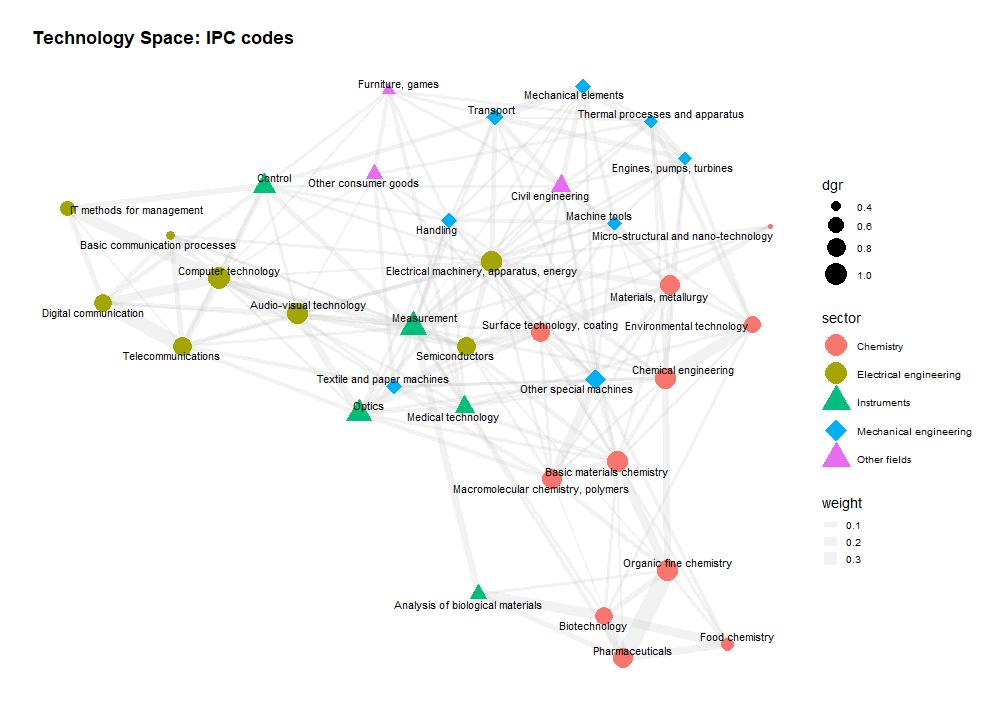 Technology Space: IPC codes
Furniture, games
Mechanical elements
Transport
Thermal processes and apparatus
Engines, pumps, turbines
Control
Other consumer goods
Civil engineering
IT methods for management
Machine tools
Handling
Micro-structural and nano-technology
Basic communication processes
Computer technology
Electrical machinery, apparatus, energy
Materials, metallurgy
Audio-visual technology
Digital communication
Measurement
Surface technology, coating
Environmental technology
Telecommunications
Semiconductors
Chemical engineering
Textile and paper machines
Other special machines
Optics
Medical technology
Basic materials chemistry
Macromolecular chemistry, polymers
Organic fine chemistry
Analysis of biological materials
Biotechnology
Food chemistry
Pharmaceuticals
dgr
0.4
0.6
0.8
1.0
sector
Chemistry
Electrical engineering
Instruments
Mechanical engineering
Other fields
weight
0.1
0.2
0.3